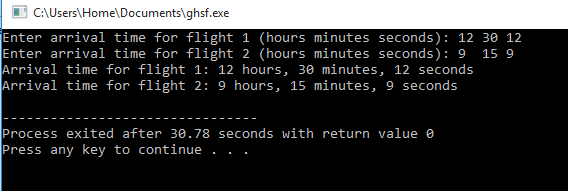 C:\Users\Home\Documents\ghsf.exe
Enter arrival time for flight 1 (hours minutes seconds): 12 30 12
Enter arrival time for flight 2 (hours minutes seconds): 9  15 9
Arrival time for flight 1: 12 hours, 30 minutes, 12 seconds
Arrival time for flight 2: 9 hours, 15 minutes, 9 seconds
--------------------------------
Process exited after 30.78 seconds with return value 0
Press any key to continue . . .